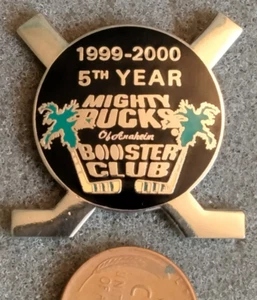 1999-2000
5TH YEAR
MIGHTY
DUCKS
Of Anaheim
BOOSTER
CLUB